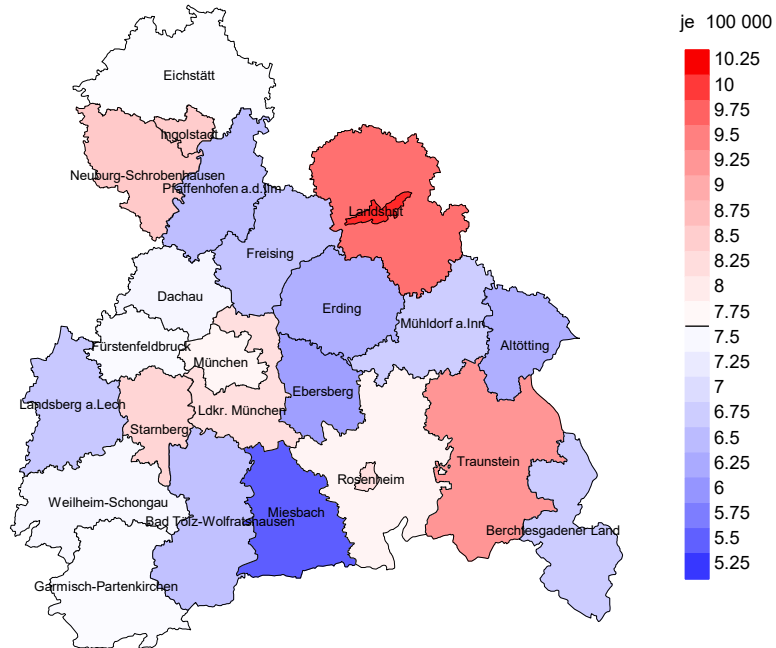 je 100 000
10.25
10
9.75
9.5
9.25
9
8.75
8.5
8.25
8
7.75
7.5
7.25
7
6.75
6.5
6.25
6
5.75
5.5
5.25
Eichstätt
Ingolstadt
Neuburg-Schrobenhausen
Pfaffenhofen a.d.Ilm
Landshut
Freising
Dachau
Erding
Mühldorf a.Inn
Altötting
Fürstenfeldbruck
München
Ebersberg
Landsberg a.Lech
Ldkr. München
Starnberg
Traunstein
Rosenheim
Weilheim-Schongau
Miesbach
Bad Tölz-Wolfratshausen
Berchtesgadener Land
Garmisch-Partenkirchen